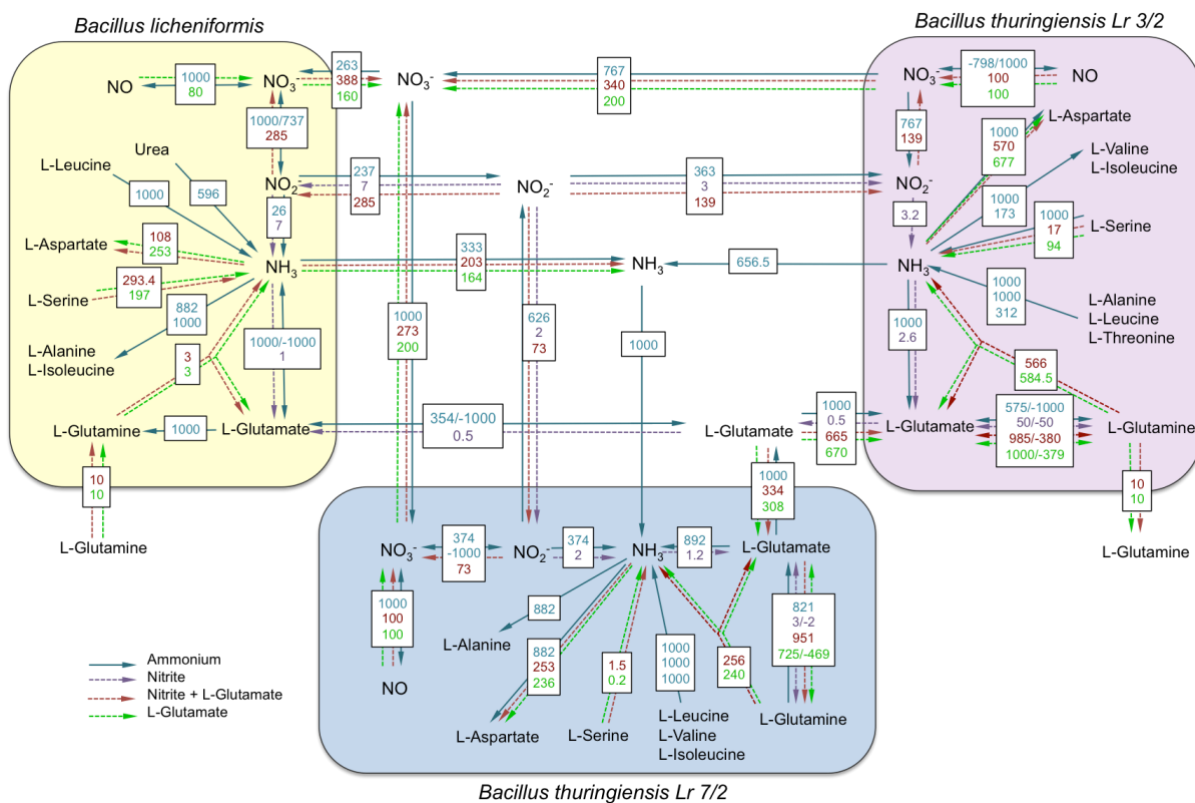 Bacillus licheniformis
Bacillus thuringiensis Lr 3/2
NO
1000
80
NO₃⁻
263
388
160
NO₃⁻
767
340
200
NO₃⁻
-798/1000
100
100
NO
1000/737
285
767
139
L-Aspartate
Urea
L-Leucine
1000
596
NO₂⁻
237
7
285
NO₂⁻
363
3
139
NO₂⁻
1000
570
677
L-Valine
L-Isoleucine
26
7
3.2
1000
173
L-Aspartate
108
253
1000
17
94
L-Serine
NH₃
333
203
164
NH₃
656.5
NH₃
L-Serine
293.4
197
882
1000
1000
1000
312
L-Alanine
L-Leucine
L-Threonine
L-Alanine
L-Isoleucine
3
3
1000/-1000
1
1000
273
200
626
2
73
1000
1000
2.6
566
584.5
L-Glutamine
1000
L-Glutamate
354/-1000
0.5
L-Glutamate
1000
0.5
665
670
L-Glutamate
575/-1000
50/-50
985/-380
1000/-379
L-Glutamine
10
10
1000
334
308
10
10
L-Glutamine
L-Glutamine
NO₃⁻
374
-1000
73
NO₂⁻
374
2
NH₃
892
1.2
L-Glutamate
1000
100
100
882
L-Alanine
821
3/-2
951
725/-469
882
253
236
1.5
0.2
1000
1000
1000
256
240
NO
L-Aspartate
L-Serine
L-Leucine
L-Valine
L-Isoleucine
L-Glutamine
Ammonium
Nitrite
Nitrite + L-Glutamate
L-Glutamate
Bacillus thuringiensis Lr 7/2